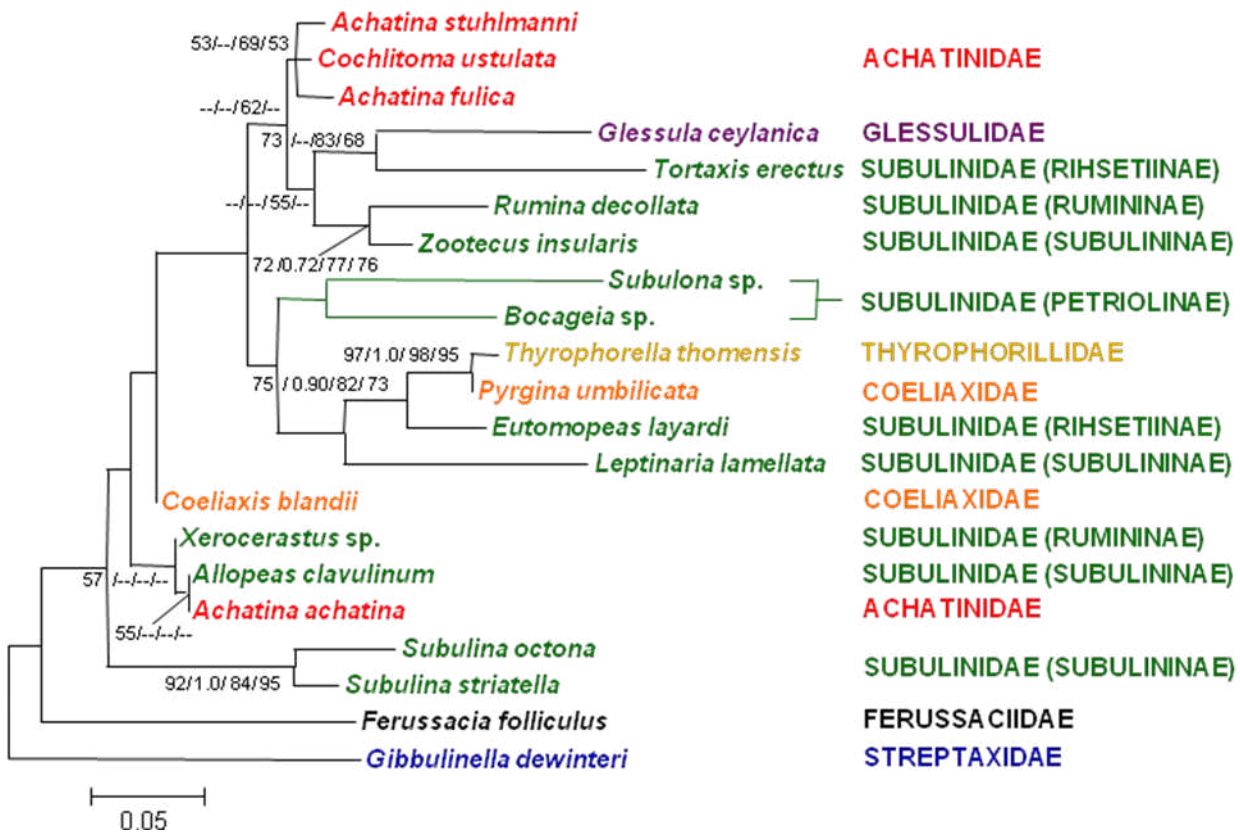 Achatina stuhlmanni
53/--/69/53
Cochlitoma ustulata ACHATINIDAE
Achatina fulica
--/--/62/--
73 /--/83/68
Glessula ceylanica GLESSULIDAE
Tortaxis erectus SUBULINIDAE (RIHSETIINAE)
--/--/55/--
Rumina decollata SUBULINIDAE (RUMININAE)
Zootecus insularis SUBULINIDAE (SUBULININAE)
72/0.72/77/76
Subulona sp.
SUBULINIDAE (PETRIOLINAE)
Bocageia sp.
97/1.0/98/95
Thyrophorella thomensis THYROPHORILLIDAE
75 / 0.90/82/73
Pyrgina umbilicata COELIAXIDAE
Eutomopeas layardi SUBULINIDAE (RIHSETIINAE)
Leptinaria lamellata SUBULINIDAE (SUBULININAE)
Coeliaxis blandii COELIAXIDAE
Xerocerastus sp. SUBULINIDAE (RUMININAE)
57 /--/--/--
Allopeas clavulinum SUBULINIDAE (SUBULININAE)
Achatina achatina ACHATINIDAE
55/--/--/--
Subulina octona
SUBULINIDAE (SUBULININAE)
92/1.0/84/95
Subulina striatella
Ferussacia folliculus FERUSSACIIDAE
Gibbulinella dewinteri STREPTAXIDAE
0.05